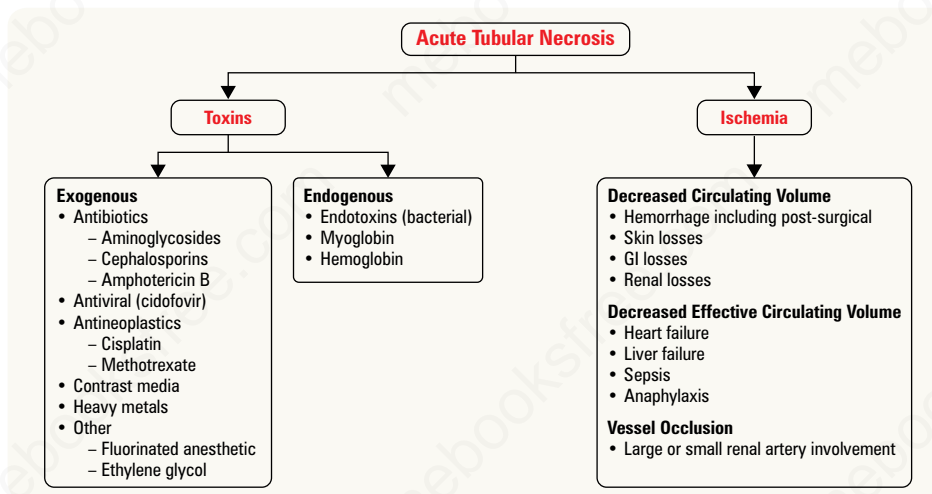 Acute Tubular Necrosis
Toxins
Ischemia
Exogenous
• Antibiotics
– Aminoglycosides
– Cephalosporins
– Amphotericin B
• Antiviral (cidofovir)
• Antineoplastics
– Cisplatin
– Methotrexate
• Contrast media
• Heavy metals
• Other
– Fluorinated anesthetic
– Ethylene glycol
Endogenous
• Endotoxins (bacterial)
• Myoglobin
• Hemoglobin
Decreased Circulating Volume
• Hemorrhage including post-surgical
• Skin losses
• GI losses
• Renal losses
Decreased Effective Circulating Volume
• Heart failure
• Liver failure
• Sepsis
• Anaphylaxis
Vessel Occlusion
• Large or small renal artery involvement